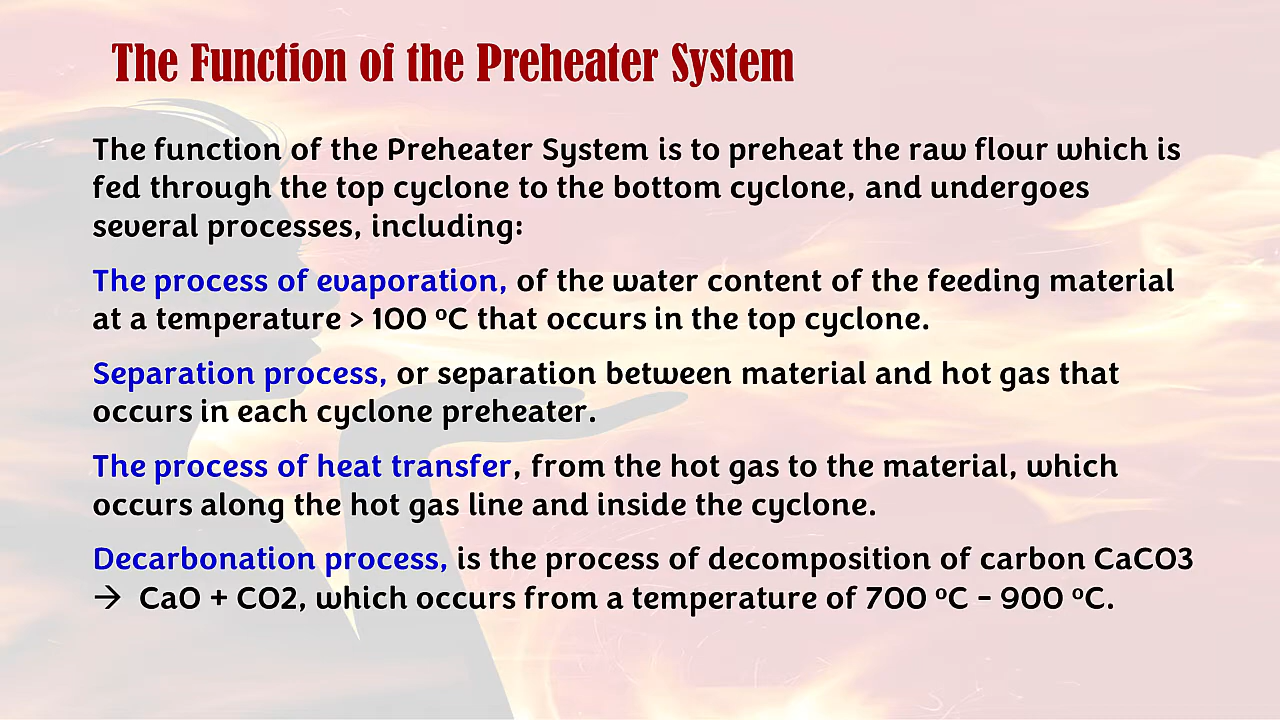 The Function of the Preheater System
The function of the Preheater System is to preheat the raw flour which is
fed through the top cyclone to the bottom cyclone, and undergoes
several processes, including:
The process of evaporation, of the water content of the feeding material
at a temperature > 100 ºC that occurs in the top cyclone.
Separation process, or separation between material and hot gas that
occurs in each cyclone preheater.
The process of heat transfer, from the hot gas to the material, which
occurs along the hot gas line and inside the cyclone.
Decarbonation process, is the process of decomposition of carbon CaCO3
→ CaO + CO2, which occurs from a temperature of 700 ºC – 900 ºC.